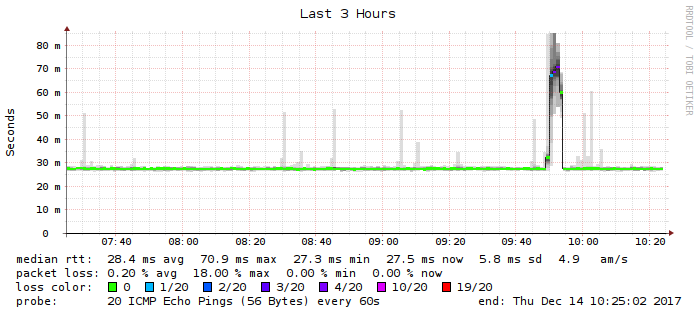 Last 3 Hours
RRDTOOL / TOBI OETIKER
Seconds
80 m
70 m
60 m
50 m
40 m
30 m
20 m
10 m
0
07:40 08:00 08:20 08:40 09:00 09:20 09:40 10:00 10:20
median rtt: 28.4 ms avg 70.9 ms max 27.3 ms min 27.5 ms now 5.8 ms sd 4.9 am/s
packet loss: 0.20 % avg 18.00 % max 0.00 % min 0.00 % now
loss color: 0 1/20 2/20 3/20 4/20 10/20 19/20
probe: 20 ICMP Echo Pings (56 Bytes) every 60s end: Thu Dec 14 10:25:02 2017